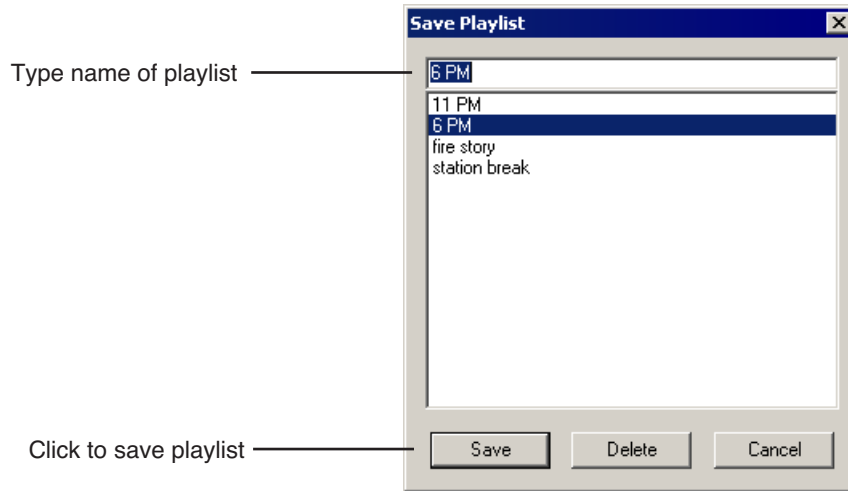 Save Playlist
Type name of playlist
6 PM
11 PM
6 PM
fire story
station break
Click to save playlist
Save
Delete
Cancel